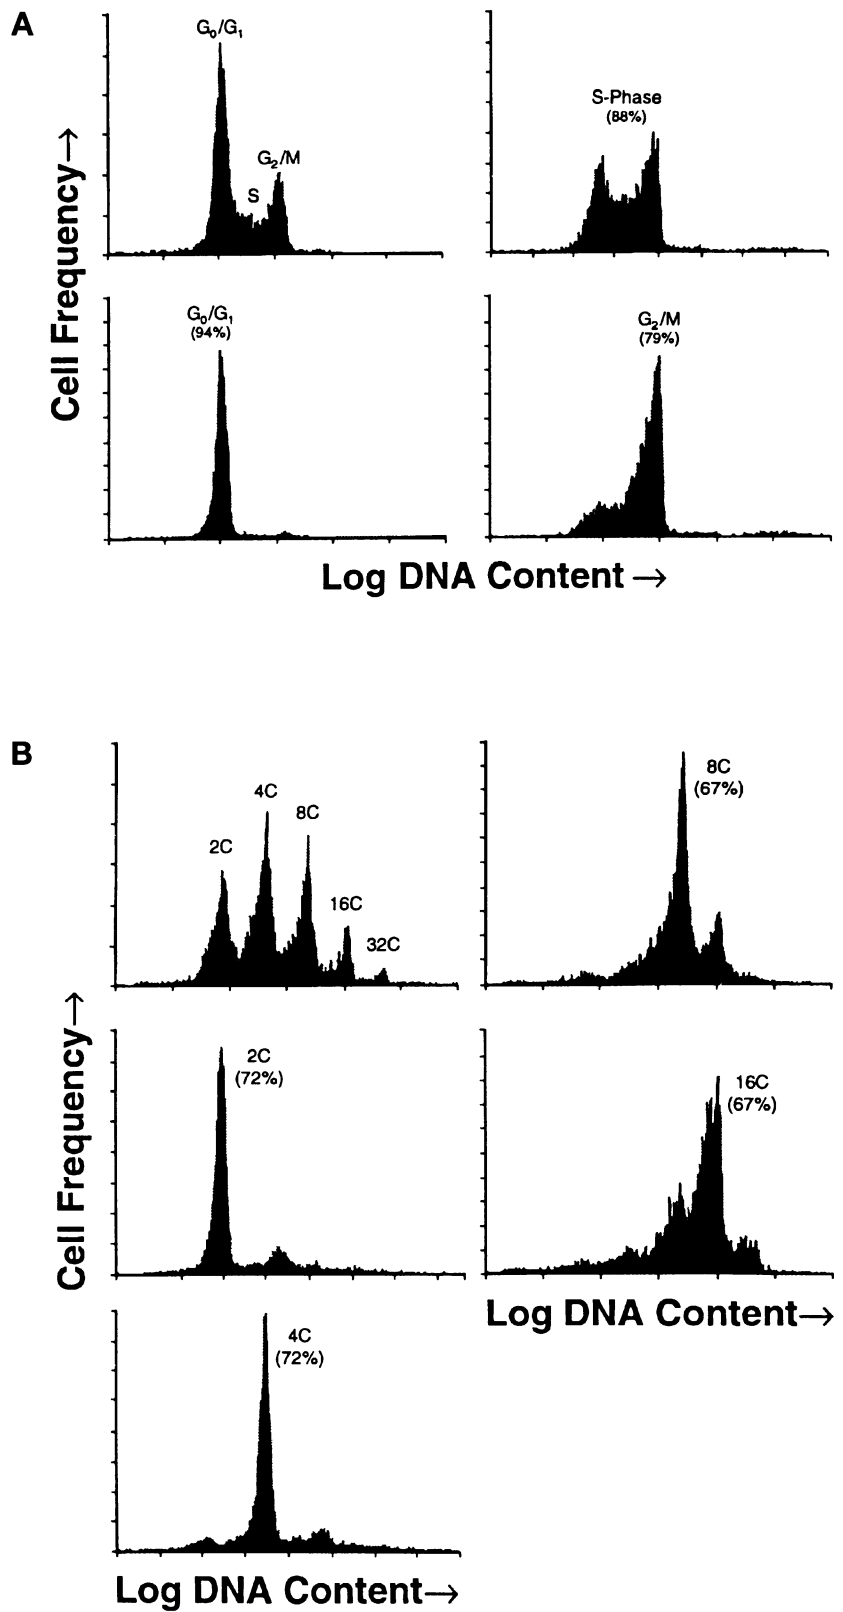 A
G₀/G₁
G₂/M
S
S-Phase
(88%)
G₀/G₁
(94%)
G₂/M
(79%)
Cell Frequency→
Log DNA Content→
B
2C
4C
8C
16C
32C
8C
(67%)
2C
(72%)
16C
(67%)
Cell Frequency→
Log DNA Content→
4C
(72%)
Log DNA Content→